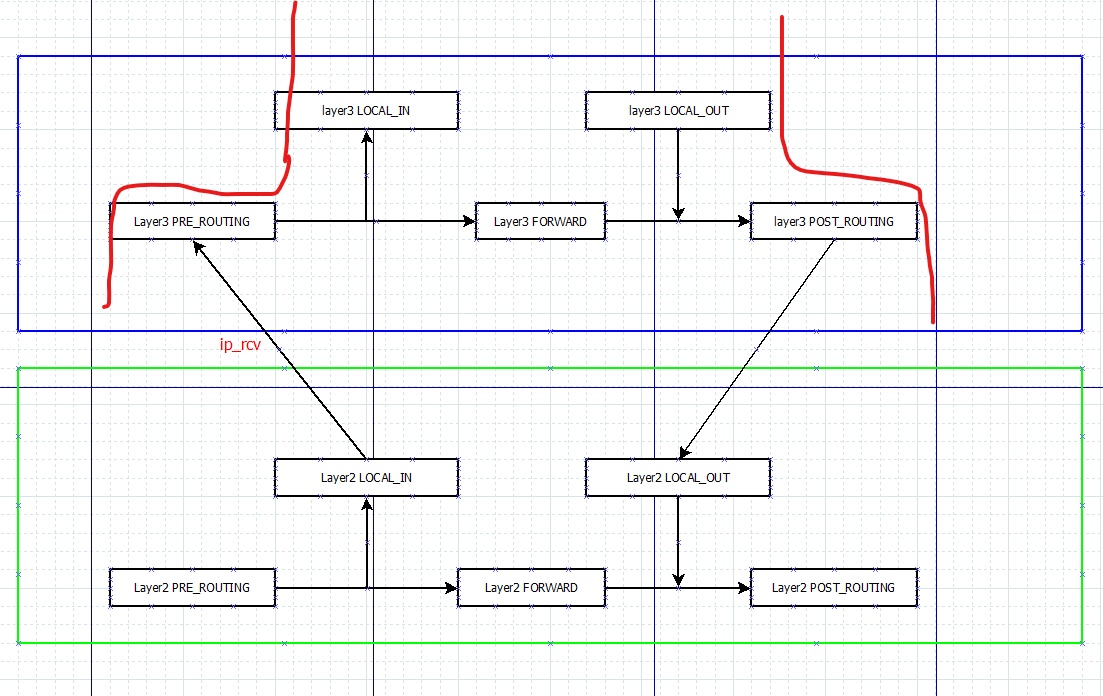 layer3 LOCAL_IN
layer3 LOCAL_OUT
Layer3 PRE_ROUTING
Layer3 FORWARD
layer3 POST_ROUTING
ip_rcv
Layer2 LOCAL_IN
Layer2 LOCAL_OUT
Layer2 PRE_ROUTING
Layer2 FORWARD
Layer2 POST_ROUTING